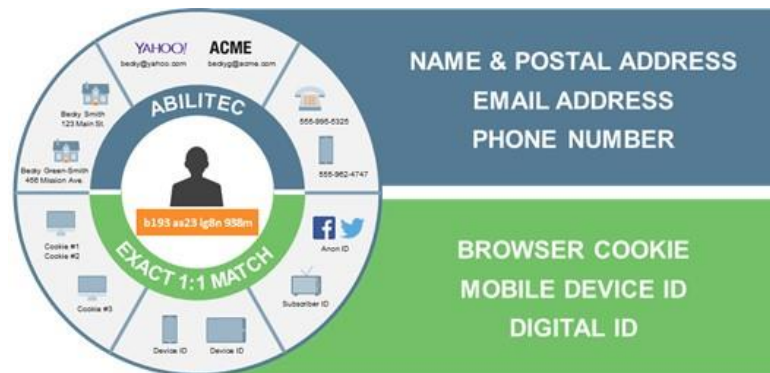 YAHOO!
becky@yahoo.com
ACME
beckyg@acme.com
Becky Smith
123 Main St.
Becky Green-Smith
456 Mission Ave.
ABILITEC
555-995-5325
555-962-4747
b193 as23 lg8n 938m
EXACT 1:1 MATCH
Cookie #1
Cookie #2
Cookie #3
Device ID
Device ID
Subscriber ID
Anon ID
NAME & POSTAL ADDRESS
EMAIL ADDRESS
PHONE NUMBER
BROWSER COOKIE
MOBILE DEVICE ID
DIGITAL ID